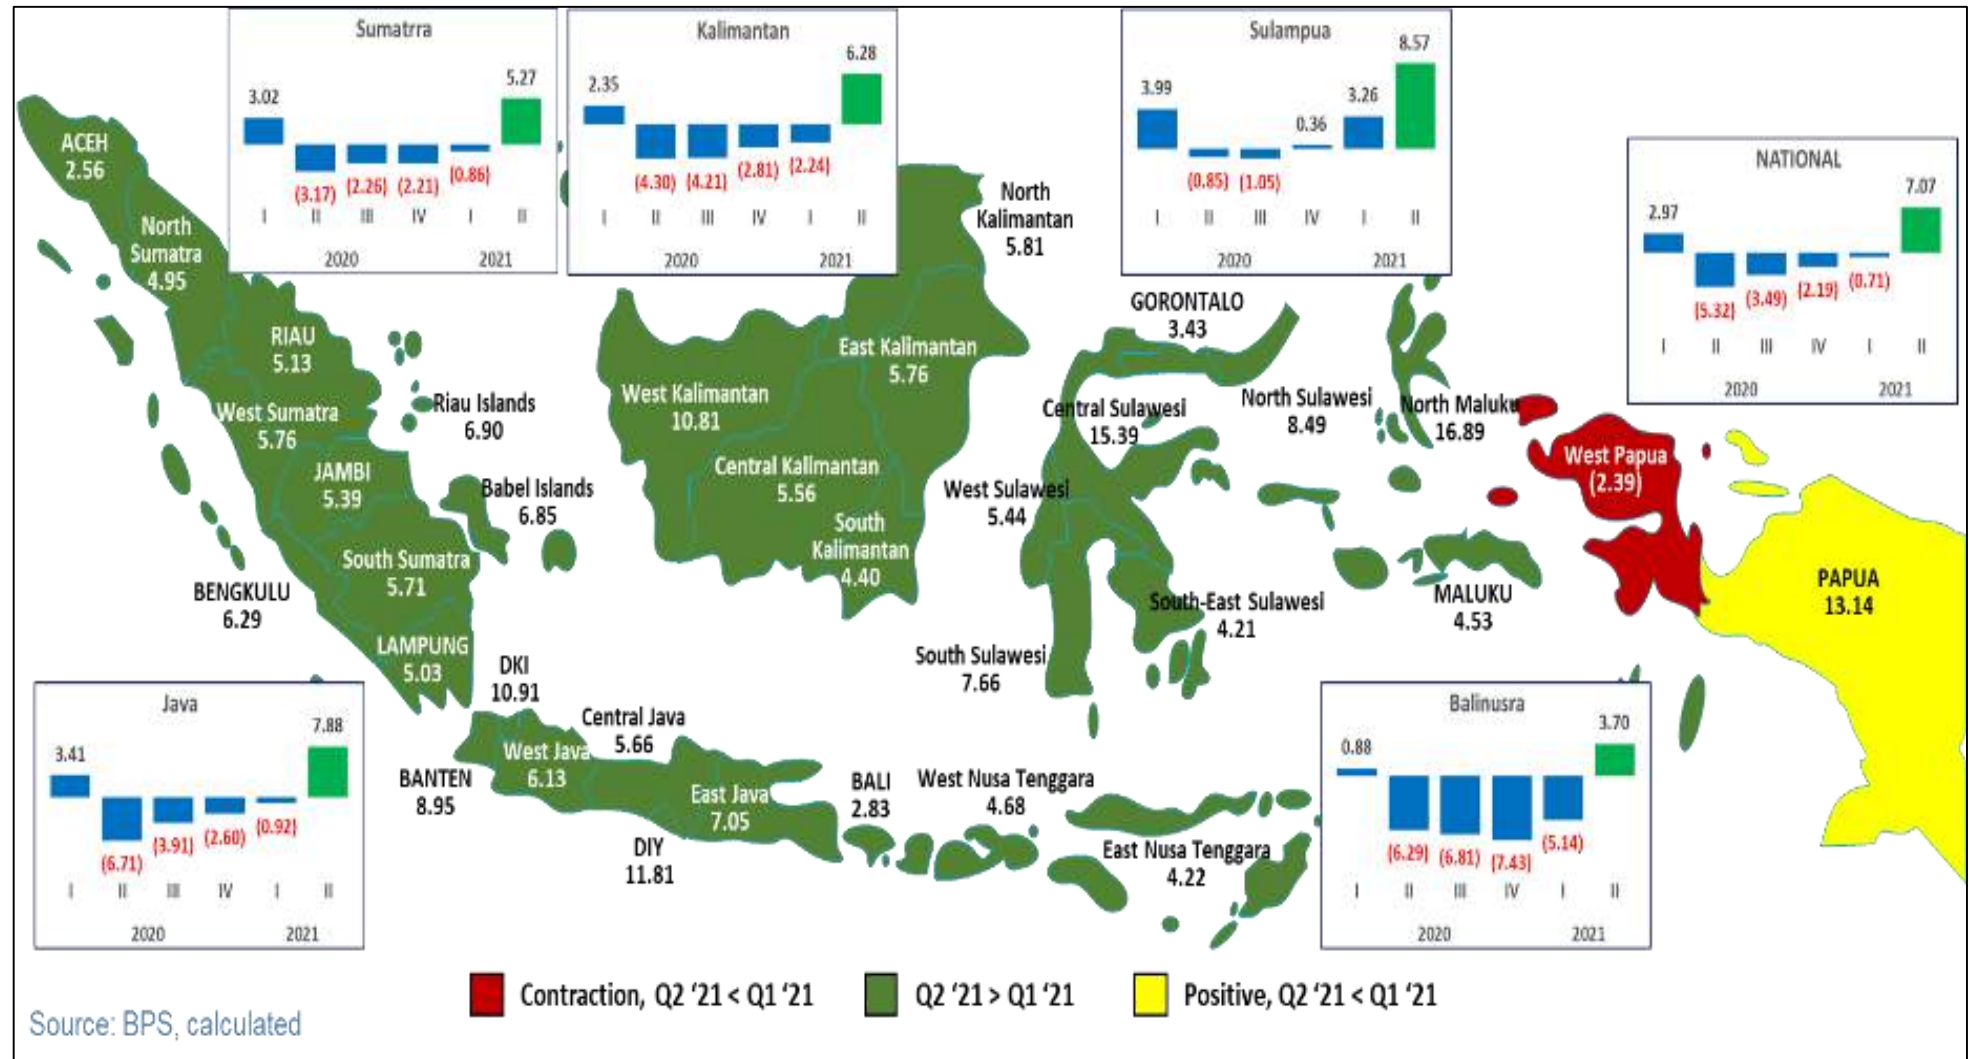 Sumatrra
3.02
5.27
(3.17)
(2.26)
(2.21)
(0.86)
I II III IV I II
2020 2021
Kalimantan
2.35
6.28
(4.30)
(4.21)
(2.81)
(2.24)
I II III IV I II
2020 2021
Sulampua
3.99
(0.85)
(1.05)
0.36
3.26
8.57
I II III IV I II
2020 2021
NATIONAL
2.97
7.07
(5.32)
(3.49)
(2.19)
(0.71)
I II III IV I II
2020 2021
ACEH
2.56
North
Sumatra
4.95
RIAU
5.13
West Sumatra
5.76
Riau Islands
6.90
JAMBI
5.39
Babel Islands
6.85
South Sumatra
5.71
BENGKULU
6.29
LAMPUNG
5.03
North
Kalimantan
5.81
East Kalimantan
5.76
West Kalimantan
10.81
Central Kalimantan
5.56
South
Kalimantan
4.40
GORONTALO
3.43
Central Sulawesi
15.39
North Sulawesi
8.49
North Maluku
16.89
West Sulawesi
5.44
South-East Sulawesi
4.21
South Sulawesi
7.66
MALUKU
4.53
West Papua
(2.39)
PAPUA
13.14
DKI
10.91
Central Java
5.66
West Java
6.13
BANTEN
8.95
East Java
7.05
DIY
11.81
BALI
2.83
West Nusa Tenggara
4.68
East Nusa Tenggara
4.22
Java
3.41
7.88
(6.71)
(3.91)
(2.60)
(0.92)
I II III IV I II
2020 2021
Balinusra
0.88
3.70
(6.29)
(6.81)
(7.43)
(5.14)
I II III IV I II
2020 2021
Contraction, Q2 ‘21 < Q1 ‘21
Q2 ‘21 > Q1 ‘21
Positive, Q2 ‘21 < Q1 ‘21
Source: BPS, calculated